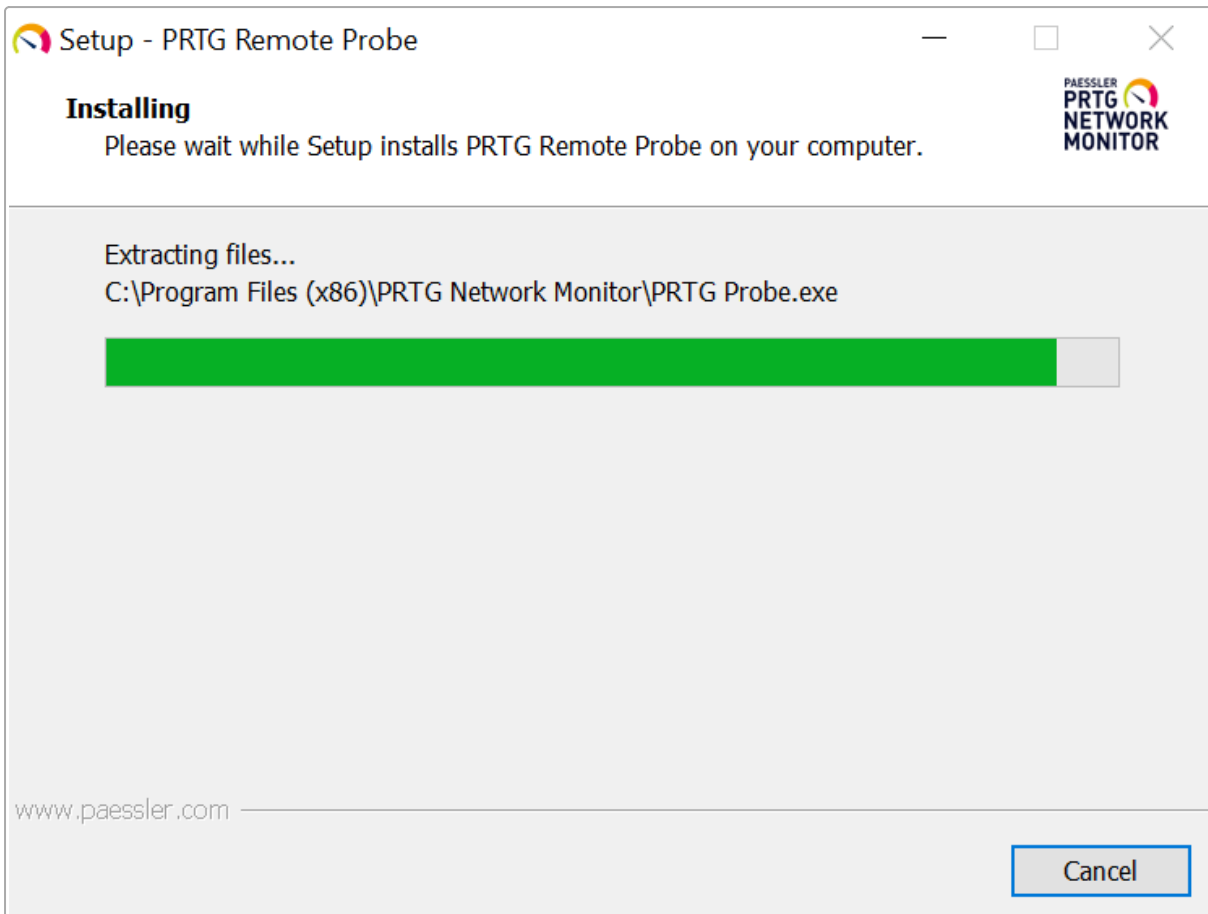 Setup - PRTG Remote Probe
Installing
Please wait while Setup installs PRTG Remote Probe on your computer.
PAESSLER
PRTG
NETWORK
MONITOR
Extracting files...
C:\Program Files (x86)\PRTG Network Monitor\PRTG Probe.exe
www.paessler.com
Cancel